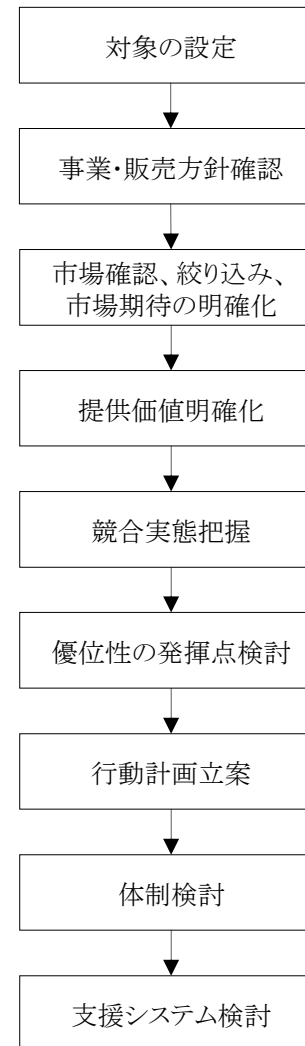 対象の設定
事業・販売方針確認
市場確認、絞り込み、
市場期待の明確化
提供価値明確化
競合実態把握
優位性の発揮点検討
行動計画立案
体制検討
支援システム検討